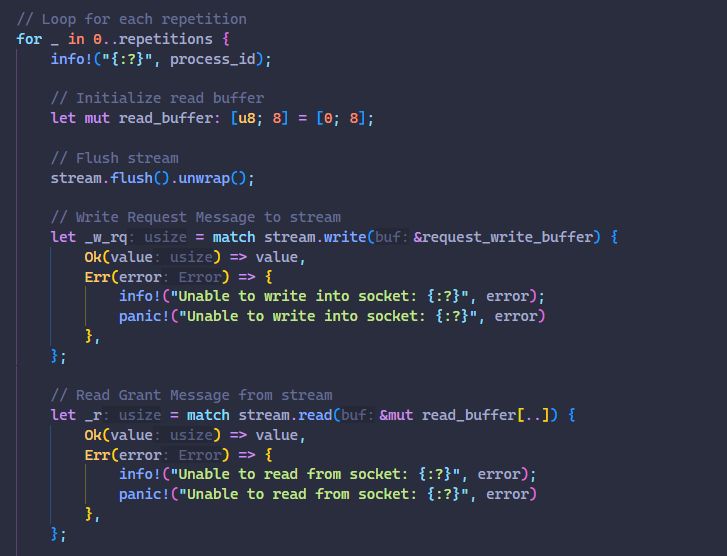 // Loop for each repetition
for _ in 0..repetitions {
info!("{:?}", process_id);
// Initialize read buffer
let mut read_buffer: [u8; 8] = [0; 8];
// Flush stream
stream.flush().unwrap();
// Write Request Message to stream
let _w_rq: usize = match stream.write(buf: &request_write_buffer) {
Ok(value: usize) => value,
Err(error: Error) => {
info!("Unable to write into socket: {:?}", error);
panic!("Unable to write into socket: {:?}", error)
},
};
// Read Grant Message from stream
let _r: usize = match stream.read(buf: &mut read_buffer[..]) {
Ok(value: usize) => value,
Err(error: Error) => {
info!("Unable to read from socket: {:?}", error);
panic!("Unable to read from socket: {:?}", error)
},
};